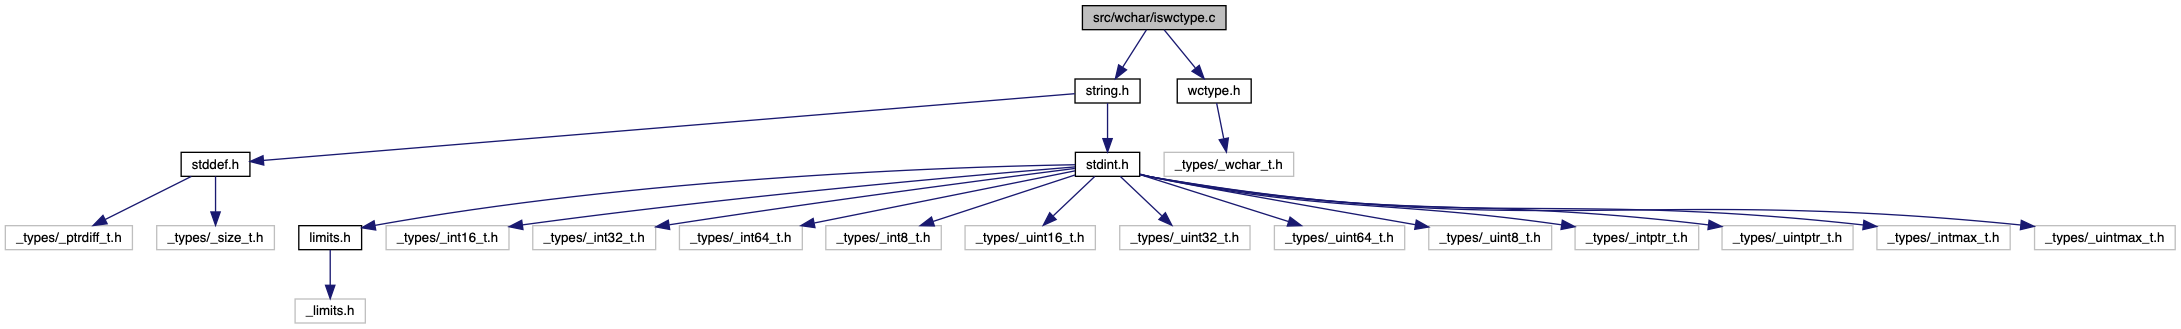 src/wchar/iswctype.c
string.h
wctype.h
stddef.h
stdint.h
_types/_wchar_t.h
_types/_ptrdiff_t.h
_types/_size_t.h
limits.h
_types/_int16_t.h
_types/_int32_t.h
_types/_int64_t.h
_types/_int8_t.h
_types/_uint16_t.h
_types/_uint32_t.h
_types/_uint64_t.h
_types/_uint8_t.h
_types/_intptr_t.h
_types/_uintptr_t.h
_types/_intmax_t.h
_types/_uintmax_t.h
_limits.h